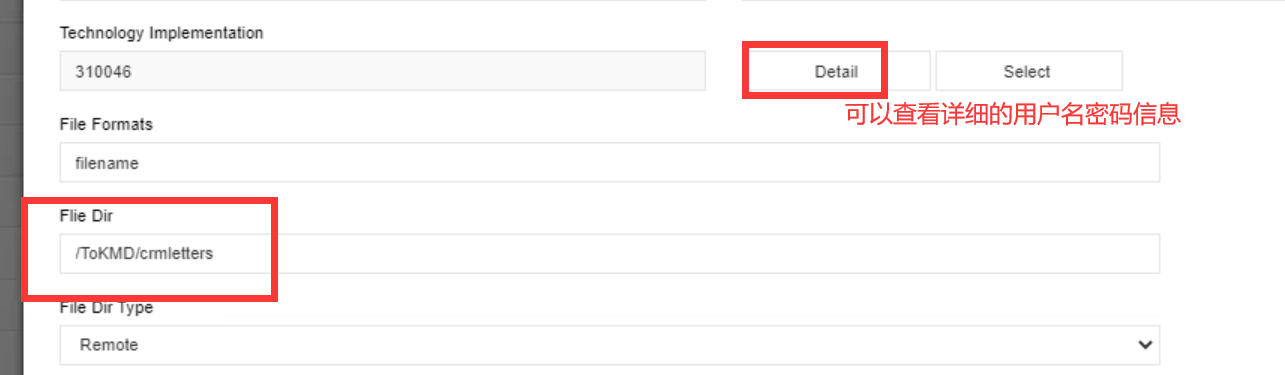 Technology Implementation
310046
Detail
Select
可以查看详细的用户名密码信息
File Formats
filename
Flie Dir
/ToKMD/crmletters
File Dir Type
Remote